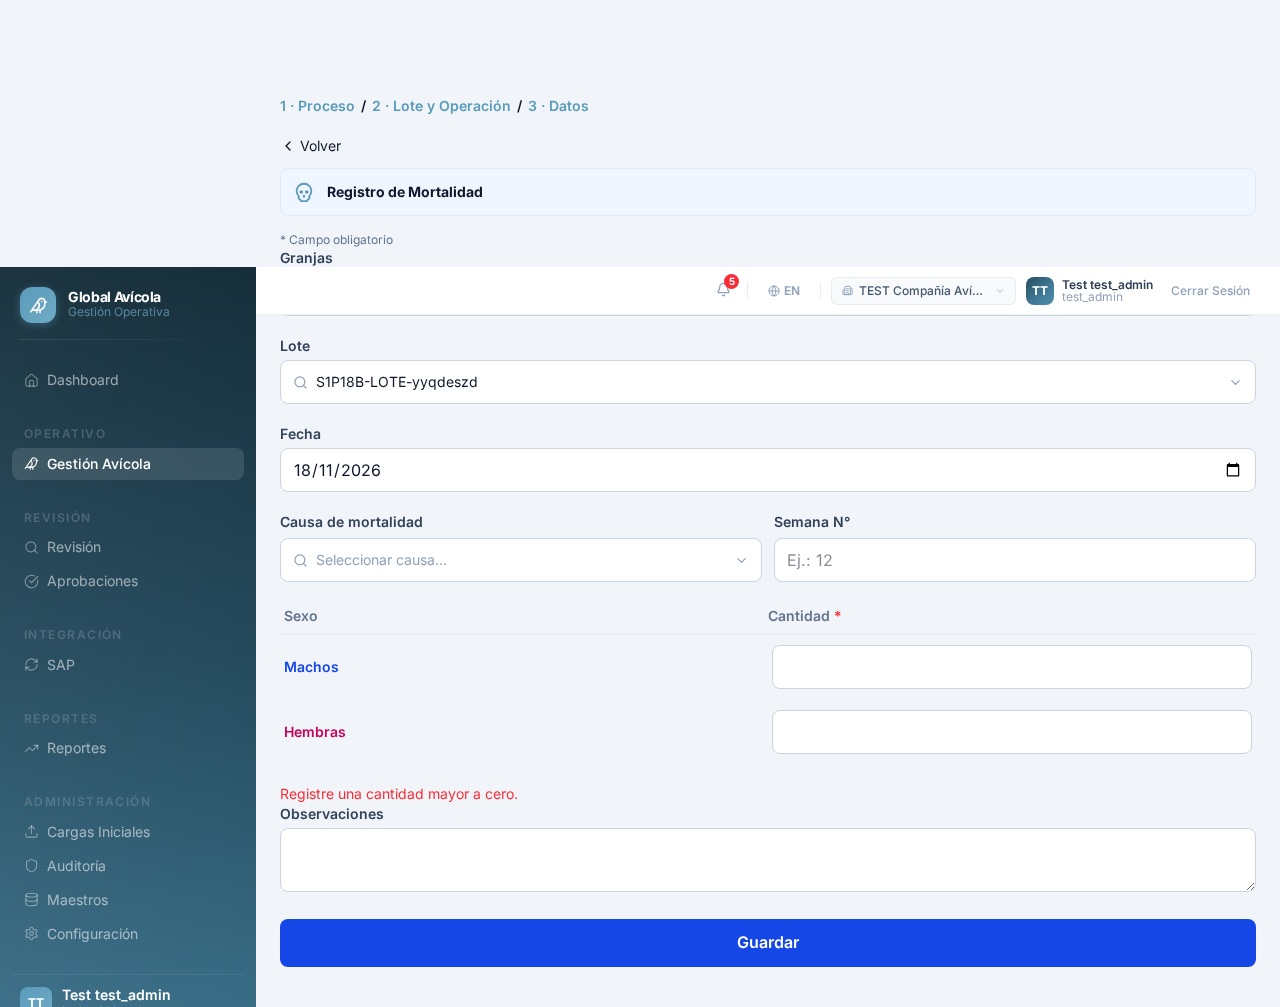 1 · Proceso / 2 · Lote y Operación / 3 · Datos
Volver
Registro de Mortalidad
* Campo obligatorio
Granjas
5
EN
TEST Compañía Aví...
TT
Test test_admin
test_admin
Cerrar Sesión
Global Avícola
Gestión Operativa
Dashboard
OPERATIVO
Gestión Avícola
REVISIÓN
Revisión
Aprobaciones
INTEGRACIÓN
SAP
REPORTES
Reportes
ADMINISTRACIÓN
Cargas Iniciales
Auditoría
Maestros
Configuración
TT
Test test_admin
Lote
S1P18B-LOTE-yyqdeszd
Fecha
18/11/2026
Causa de mortalidad
Semana N°
Seleccionar causa...
Ej.: 12
Sexo
Cantidad *
Machos
Hembras
Registre una cantidad mayor a cero.
Observaciones
Guardar